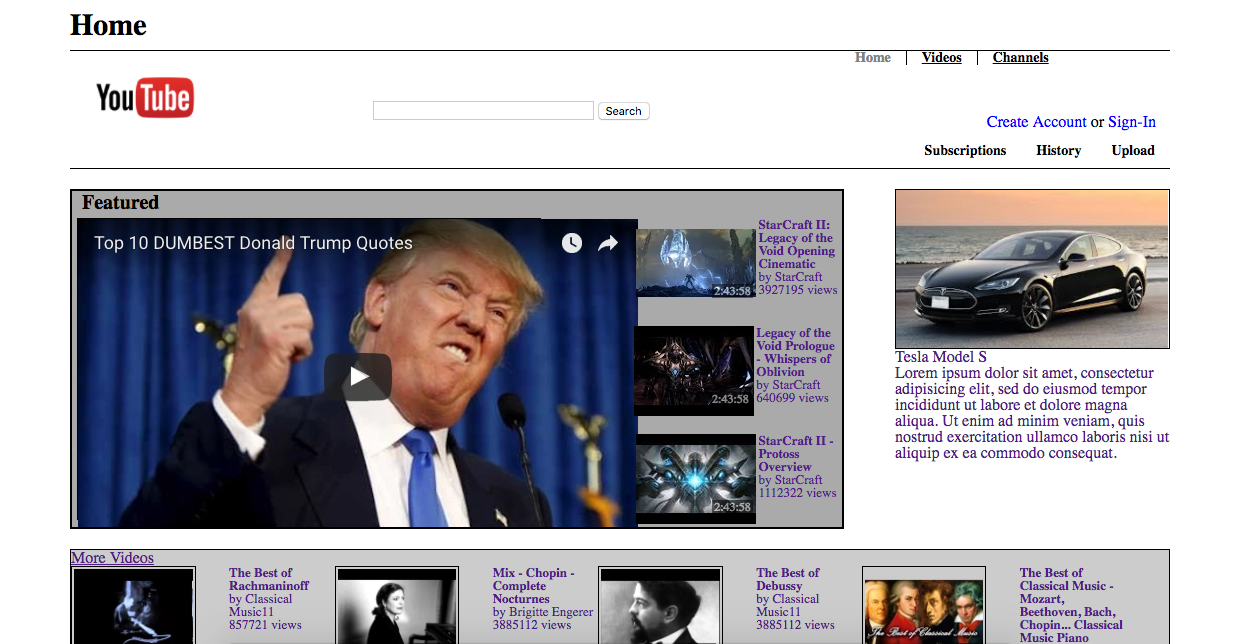 Home
Home
Videos
Channels
YouTube
Search
Create Account or Sign-In
Subscriptions
History
Upload
Featured
Top 10 DUMBEST Donald Trump Quotes
StarCraft II:
Legacy of the
Void Opening
Cinematic
by StarCraft
3927195 views
2:43:58
Legacy of the
Void Prologue
- Whispers of
Oblivion
by StarCraft
640699 views
2:43:58
StarCraft II -
Protoss
Overview
by StarCraft
1112322 views
2:43:58
Tesla Model S
Lorem ipsum dolor sit amet, consectetur
adipisicing elit, sed do eiusmod tempor
incididunt ut labore et dolore magna
aliqua. Ut enim ad minim veniam, quis
nostrud exercitation ullamco laboris nisi ut
aliquip ex ea commodo consequat.
More Videos
The Best of
Rachmaninoff
by Classical
Music11
857721 views
Mix - Chopin -
Complete
Nocturnes
by Brigitte Engerer
3885112 views
The Best of
Debussy
by Classical
Music11
3885112 views
The Best of Classical Music
The Best of
Classical Music -
Mozart,
Beethoven, Bach,
Chopin... Classical
Music Piano